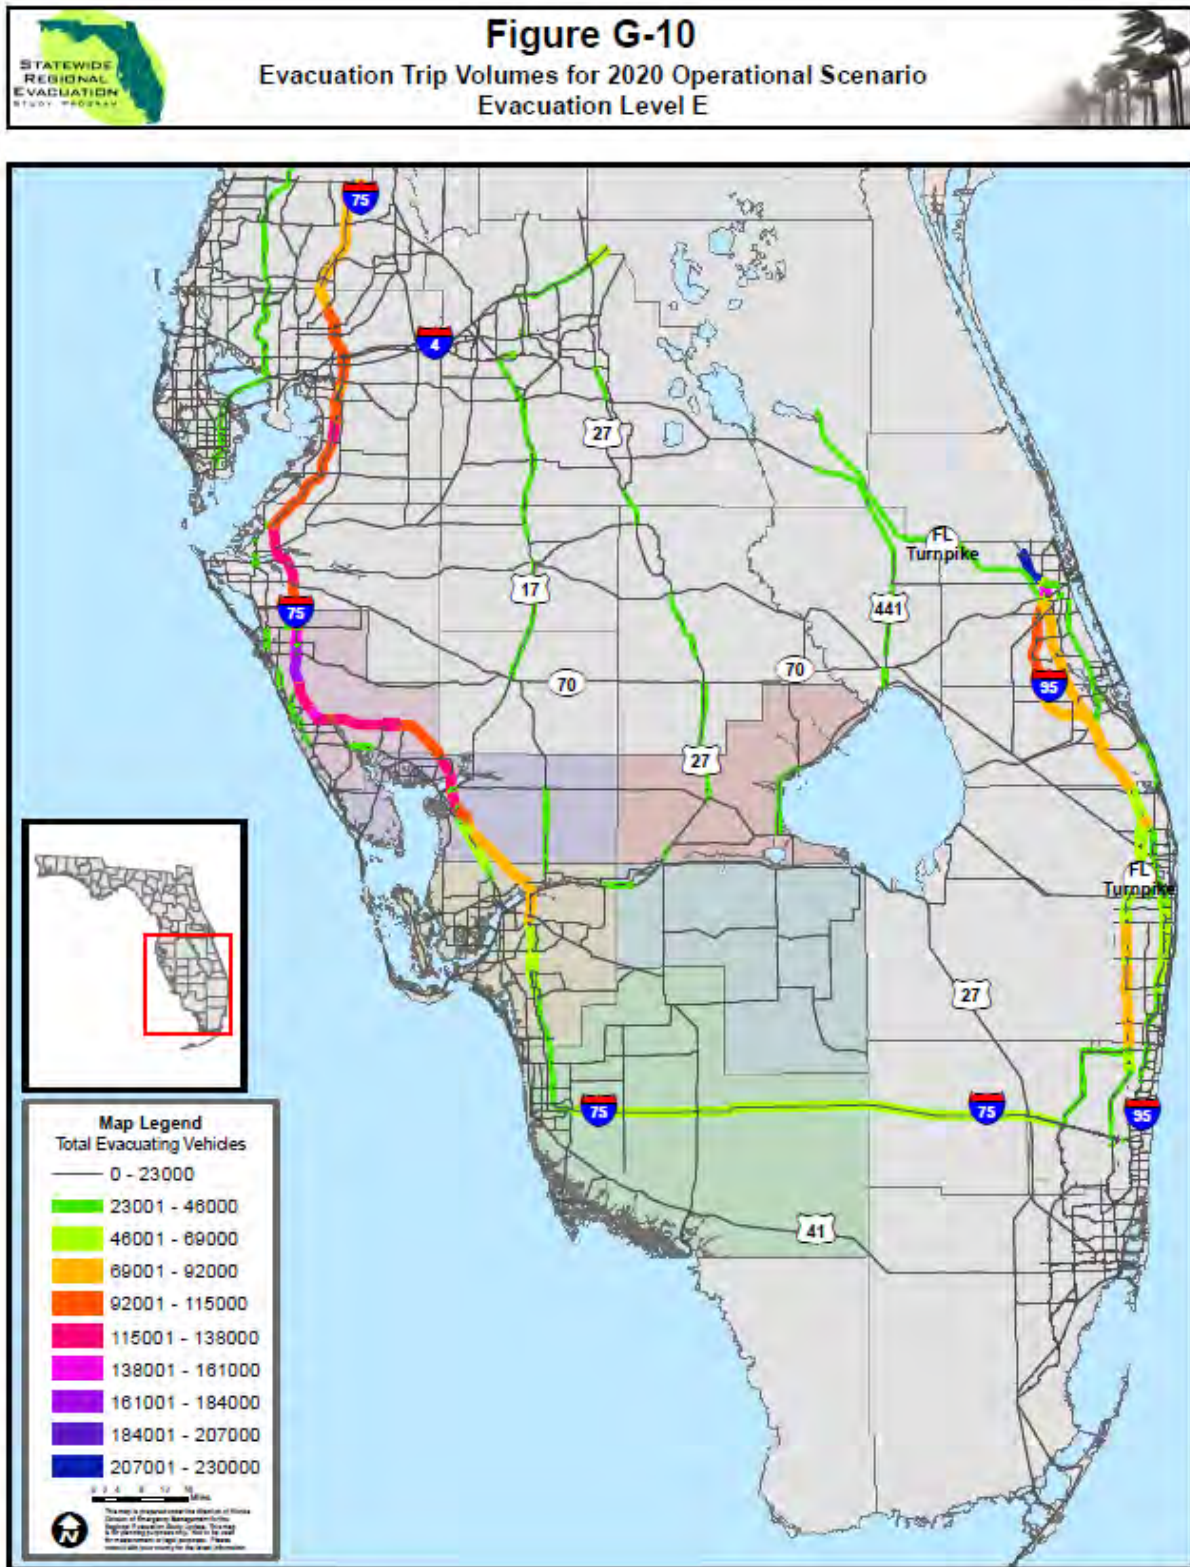 STATEWIDE
REGIONAL
EVACUATION
STUDY PROGRAM
Figure G-10
Evacuation Trip Volumes for 2020 Operational Scenario
Evacuation Level E
75
4
27
FL
Turnpike
17
75
441
70
70
95
27
FL
Turnpike
27
75
75
95
41
Map Legend
Total Evacuating Vehicles
0 - 23000
23001 - 46000
46001 - 69000
69001 - 92000
92001 - 115000
115001 - 138000
138001 - 161000
161001 - 184000
184001 - 207000
207001 - 230000
Miles
N